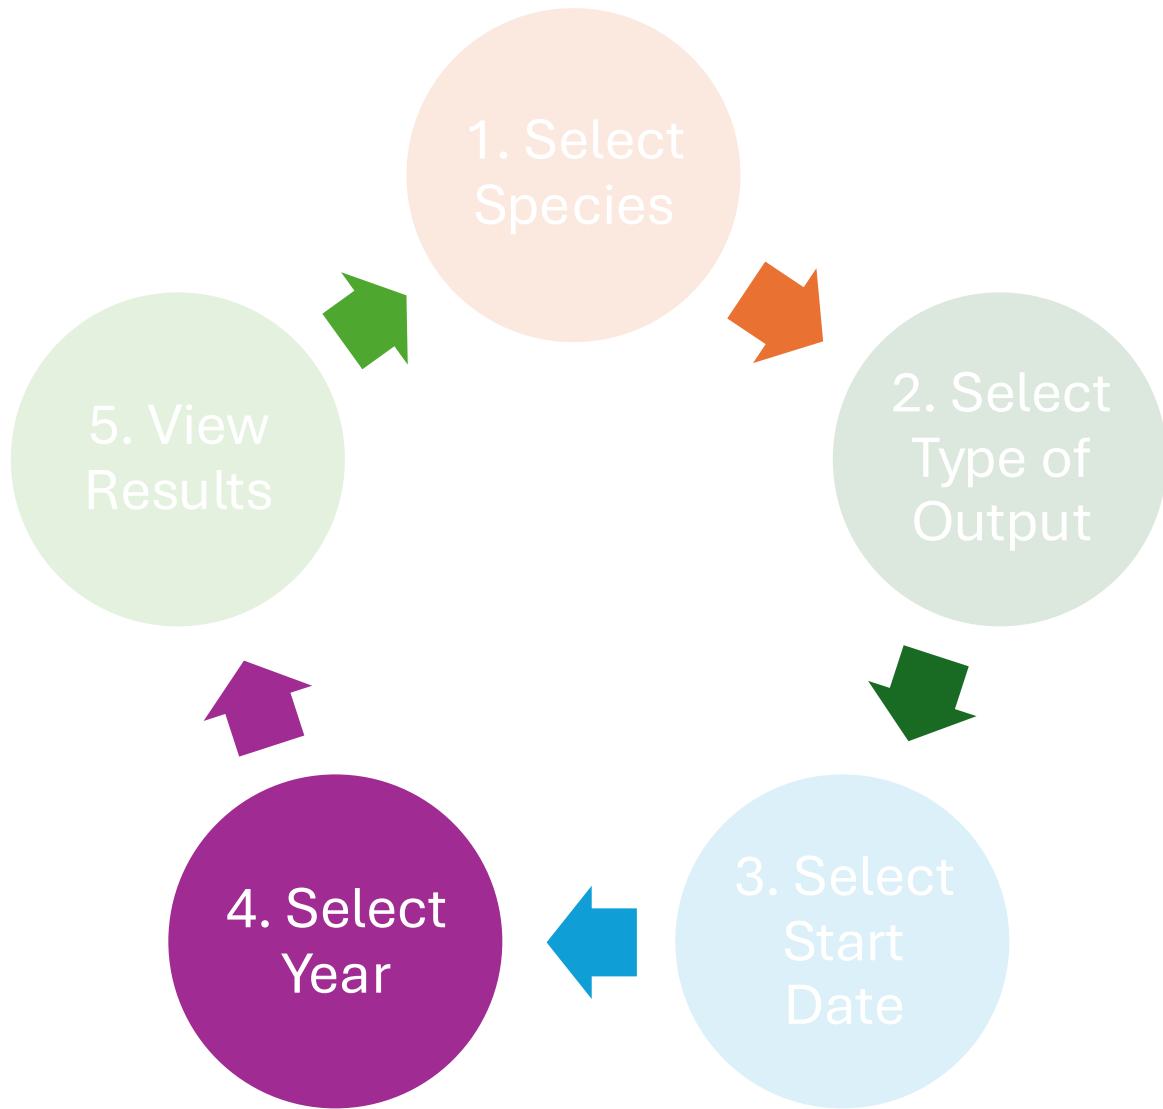 1. Select
Species
2. Select
Type of
Output
3. Select
Start
Date
4. Select
Year
5. View
Results